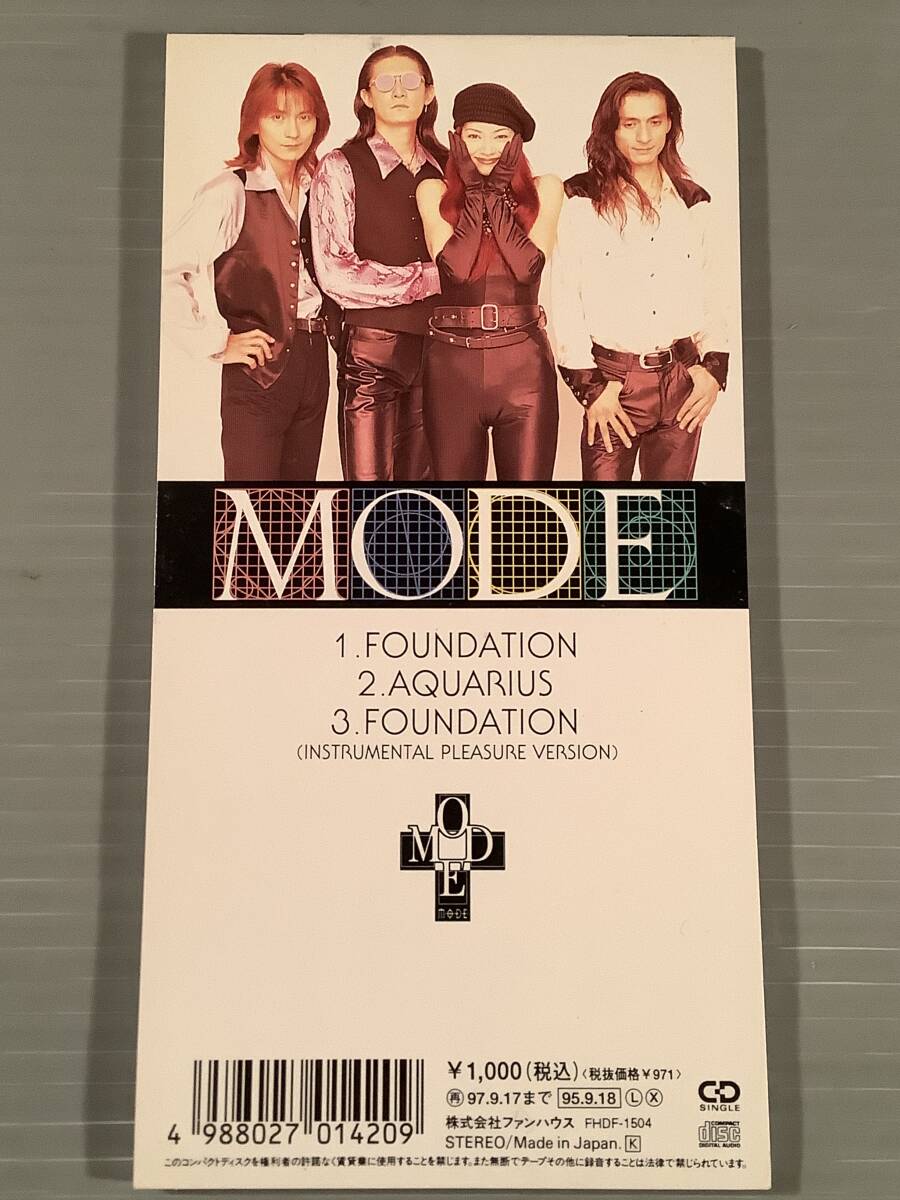 MODE
1.FOUNDATION
2.AQUARIUS
3.FOUNDATION
(INSTRUMENTAL PLEASURE VERSION)
O
MOD
E
MODE
4 988027 014209
¥1,000(税込)〈税抜価格¥971〉
再 97.9.17まで 95.9.18 L X
株式会社ファンハウス FHDF-1504
STEREO/Made in Japan. K
CD
SINGLE
COMPACT
disc
DIGITAL AUDIO
このコンパクトディスクを権利者の許諾なく賃貸業に使用することを禁じます。また無断でテープその他に録音することは法律で禁じられています。